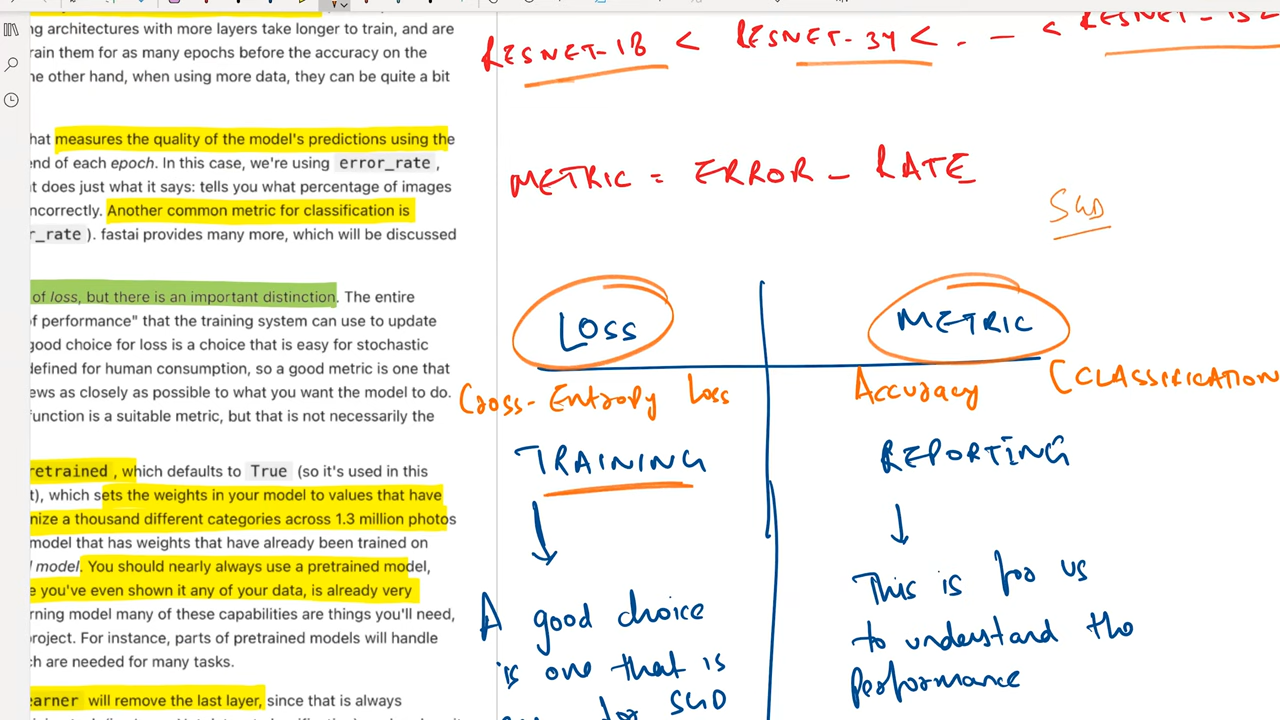 ng architectures with more layers take longer to train, and are
rain them for as many epochs before the accuracy on the
ne other hand, when using more data, they can be quite a bit
hat measures the quality of the model's predictions using the
end of each epoch. In this case, we're using error_rate ,
t does just what it says: tells you what percentage of images
ncorrectly. Another common metric for classification is
r_rate ). fastai provides many more, which will be discussed
of loss, but there is an important distinction. The entire
f performance" that the training system can use to update
good choice for loss is a choice that is easy for stochastic
efined for human consumption, so a good metric is one that
ews as closely as possible to what you want the model to do.
unction is a suitable metric, but that is not necessarily the
retrained , which defaults to True (so it's used in this
t), which sets the weights in your model to values that have
nize a thousand different categories across 1.3 million photos
model that has weights that have already been trained on
l model. You should nearly always use a pretrained model,
e you've even shown it any of your data, is already very
rning model many of these capabilities are things you'll need,
project. For instance, parts of pretrained models will handle
ch are needed for many tasks.
earner will remove the last layer, since that is always
RESNET-18 < RESNET-34 < . - < RESNET-152
METRIC = ERROR - RATE
SGD
LOSS
METRIC
Cross-Entropy Loss
Accuracy (CLASSIFICATION
TRAINING
REPORTING
A good choice
is one that is
for SGD
This is for us
to understand the
performance